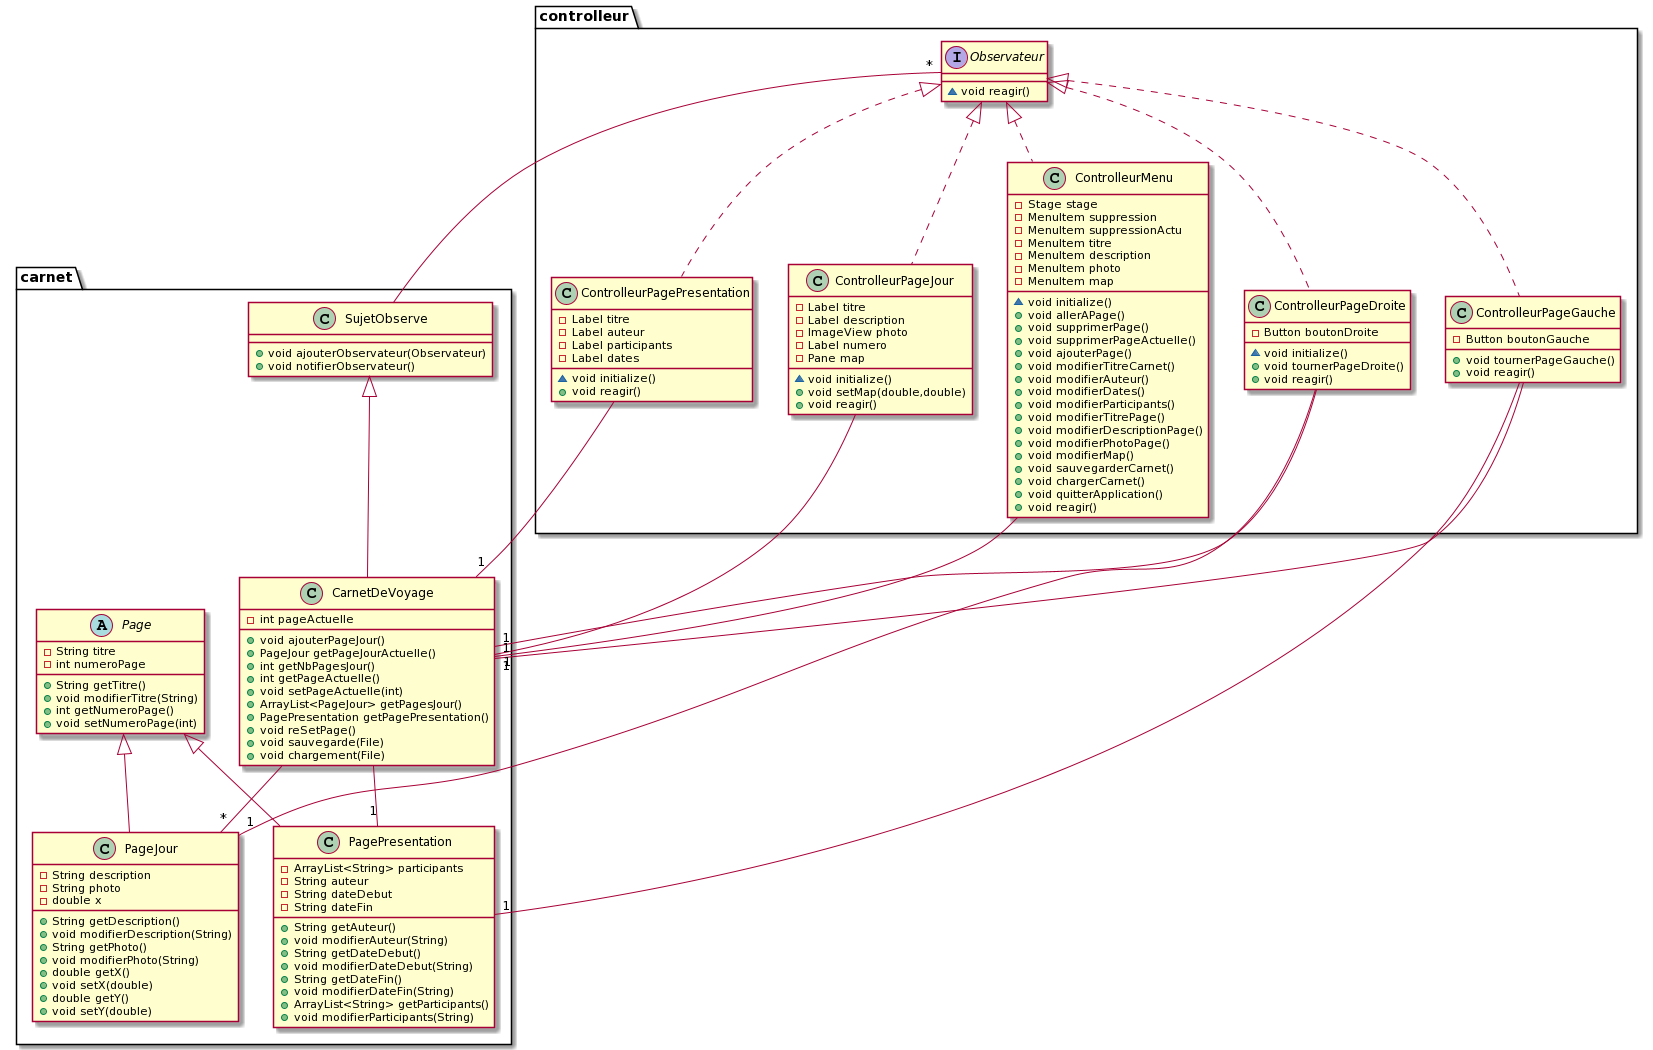 controlleur
I Observateur
void reagir()
*
C ControlleurMenu
Stage stage
MenuItem suppression
MenuItem suppressionActu
MenuItem titre
MenuItem description
MenuItem photo
MenuItem map
void initialize()
void allerAPage()
void supprimerPage()
void supprimerPageActuelle()
void ajouterPage()
void modifierTitreCarnet()
void modifierAuteur()
void modifierDates()
void modifierParticipants()
void modifierTitrePage()
void modifierDescriptionPage()
void modifierPhotoPage()
void modifierMap()
void sauvegarderCarnet()
void chargerCarnet()
void quitterApplication()
void reagir()
C ControlleurPagePresentation
Label titre
Label auteur
Label participants
Label dates
void initialize()
void reagir()
C ControlleurPageJour
Label titre
Label description
ImageView photo
Label numero
Pane map
void initialize()
void setMap(double,double)
void reagir()
C ControlleurPageDroite
Button boutonDroite
void initialize()
void tournerPageDroite()
void reagir()
C ControlleurPageGauche
Button boutonGauche
void tournerPageGauche()
void reagir()
carnet
C SujetObserve
void ajouterObservateur(Observateur)
void notifierObservateur()
1
C CarnetDeVoyage
int pageActuelle
void ajouterPageJour()
PageJour getPageJourActuelle()
int getNbPagesJour()
int getPageActuelle()
void setPageActuelle(int)
ArrayList<PageJour> getPagesJour()
PagePresentation getPagePresentation()
void reSetPage()
void sauvegarde(File)
void chargement(File)
1
1
1
1
A Page
String titre
int numeroPage
String getTitre()
void modifierTitre(String)
int getNumeroPage()
void setNumeroPage(int)
*
1
1
C PageJour
String description
String photo
double x
String getDescription()
void modifierDescription(String)
String getPhoto()
void modifierPhoto(String)
double getX()
void setX(double)
double getY()
void setY(double)
C PagePresentation
ArrayList<String> participants
String auteur
String dateDebut
String dateFin
String getAuteur()
void modifierAuteur(String)
String getDateDebut()
void modifierDateDebut(String)
String getDateFin()
void modifierDateFin(String)
ArrayList<String> getParticipants()
void modifierParticipants(String)
1